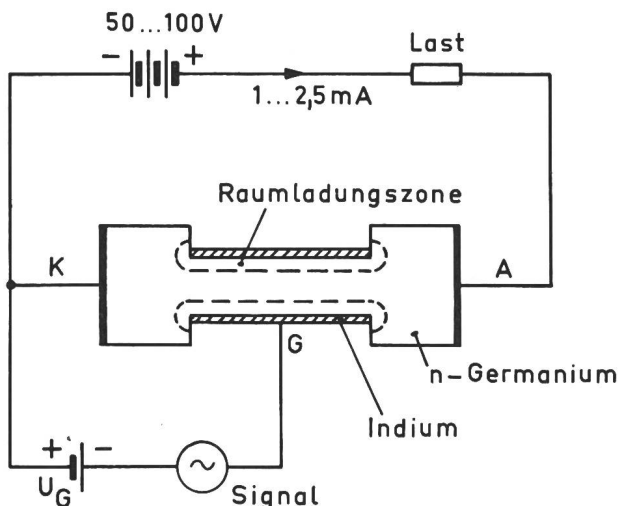 50...100V
- +
Last
1...2,5mA
Raumladungszone
K
A
G
n-Germanium
Indium
+ -
U_G
Signal